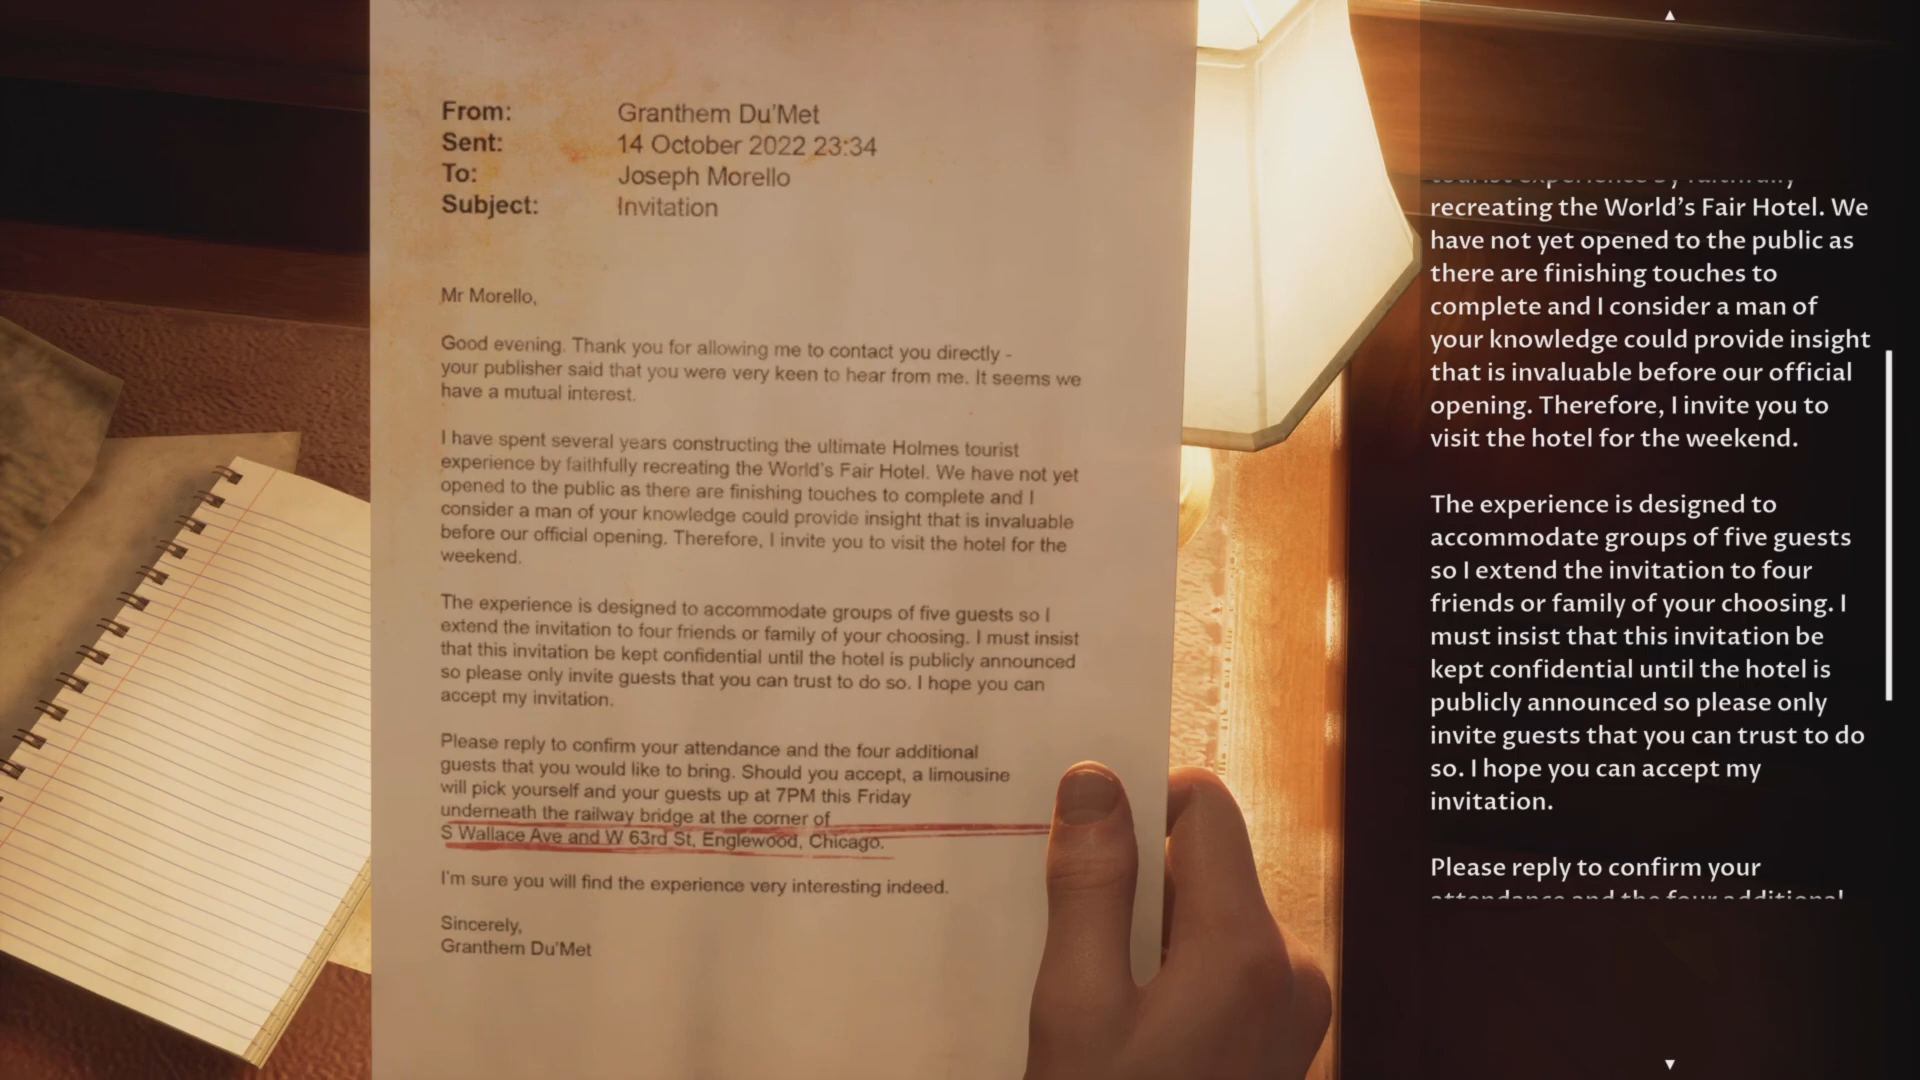 From: Granthem Du'Met
Sent: 14 October 2022 23:34
To: Joseph Morello
Subject: Invitation
Mr Morello,
Good evening. Thank you for allowing me to contact you directly -
your publisher said that you were very keen to hear from me. It seems we
have a mutual interest.
I have spent several years constructing the ultimate Holmes tourist
experience by faithfully recreating the World's Fair Hotel. We have not yet
opened to the public as there are finishing touches to complete and I
consider a man of your knowledge could provide insight that is invaluable
before our official opening. Therefore, I invite you to visit the hotel for the
weekend.
The experience is designed to accommodate groups of five guests so I
extend the invitation to four friends or family of your choosing. I must insist
that this invitation be kept confidential until the hotel is publicly announced
so please only invite guests that you can trust to do so. I hope you can
accept my invitation.
Please reply to confirm your attendance and the four additional
guests that you would like to bring. Should you accept, a limousine
will pick yourself and your guests up at 7PM this Friday
underneath the railway bridge at the corner of
S Wallace Ave and W 63rd St, Englewood, Chicago.
I'm sure you will find the experience very interesting indeed.
Sincerely,
Granthem Du'Met
tourist experience by faithfully
recreating the World's Fair Hotel. We
have not yet opened to the public as
there are finishing touches to
complete and I consider a man of
your knowledge could provide insight
that is invaluable before our official
opening. Therefore, I invite you to
visit the hotel for the weekend.
The experience is designed to
accommodate groups of five guests
so I extend the invitation to four
friends or family of your choosing. I
must insist that this invitation be
kept confidential until the hotel is
publicly announced so please only
invite guests that you can trust to do
so. I hope you can accept my
invitation.
Please reply to confirm your
attendance and the four additional